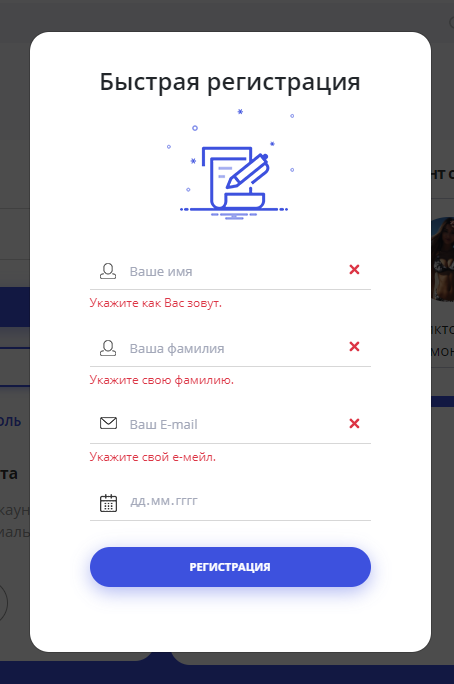 Быстрая регистрация
Ваше имя
Укажите как Вас зовут.
Ваша фамилия
Укажите свою фамилию.
Ваш E-mail
Укажите свой е-мейл.
дд.мм.гггг
РЕГИСТРАЦИЯ